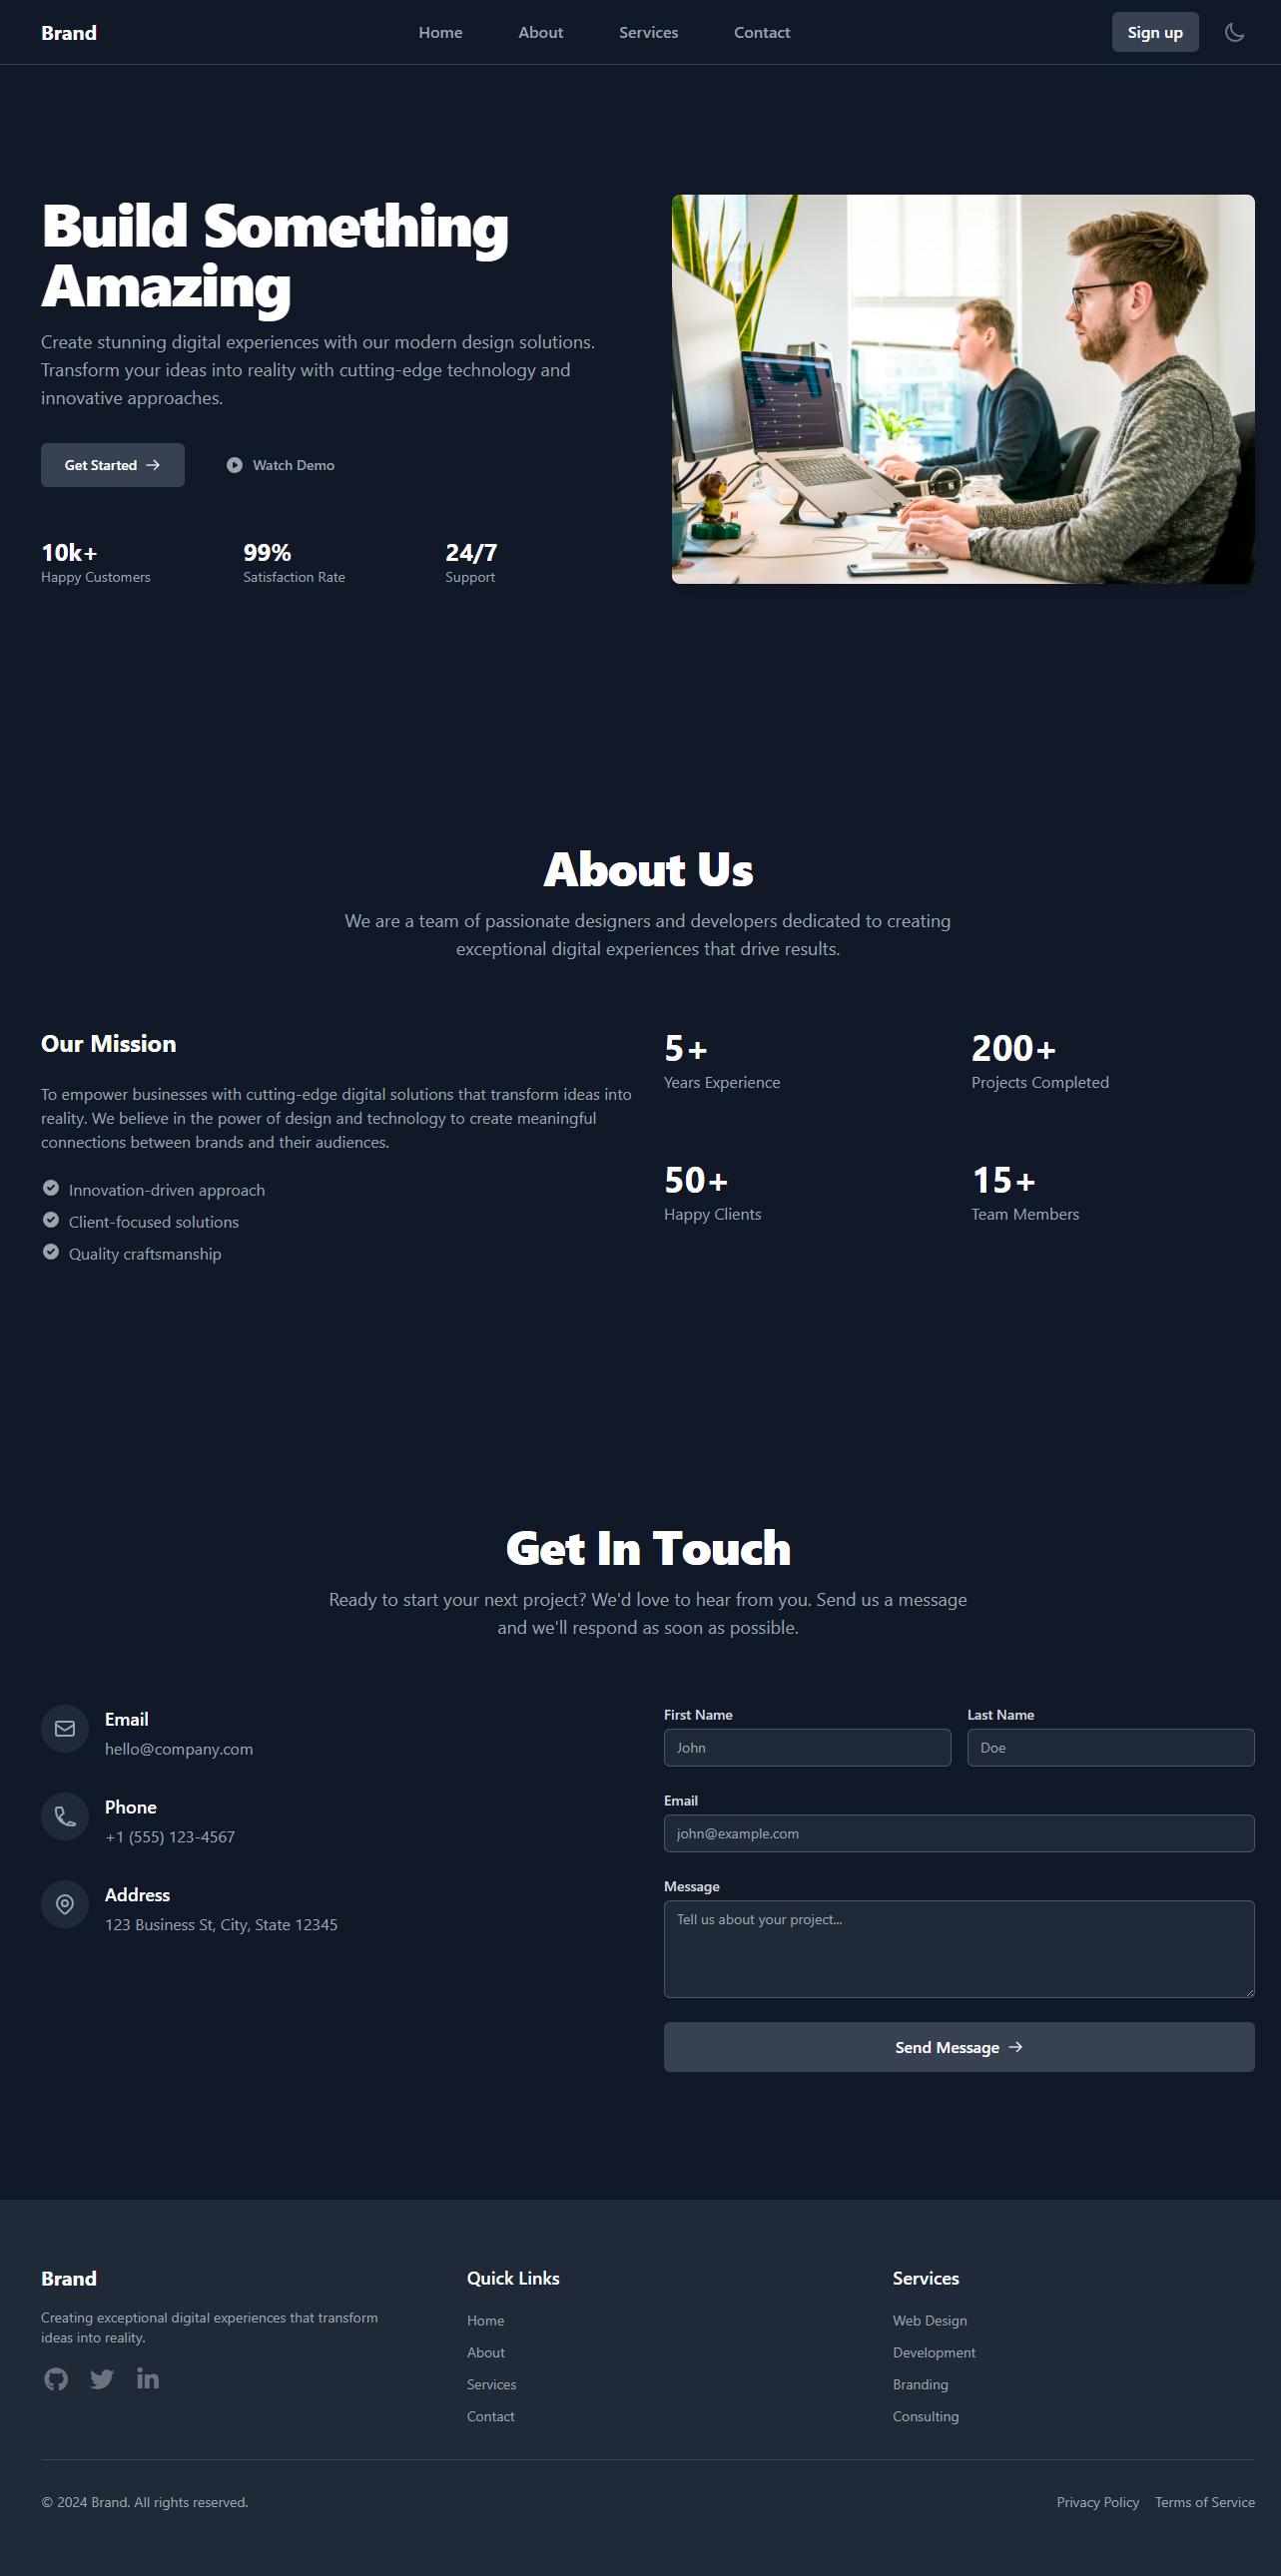 Brand
Home
About
Services
Contact
Sign up
Build Something
Amazing
Create stunning digital experiences with our modern design solutions.
Transform your ideas into reality with cutting-edge technology and
innovative approaches.
Get Started
Watch Demo
10k+
Happy Customers
99%
Satisfaction Rate
24/7
Support
About Us
We are a team of passionate designers and developers dedicated to creating
exceptional digital experiences that drive results.
Our Mission
To empower businesses with cutting-edge digital solutions that transform ideas into
reality. We believe in the power of design and technology to create meaningful
connections between brands and their audiences.
Innovation-driven approach
Client-focused solutions
Quality craftsmanship
5+
Years Experience
200+
Projects Completed
50+
Happy Clients
15+
Team Members
Get In Touch
Ready to start your next project? We'd love to hear from you. Send us a message
and we'll respond as soon as possible.
Email
hello@company.com
Phone
+1 (555) 123-4567
Address
123 Business St, City, State 12345
First Name
John
Last Name
Doe
Email
john@example.com
Message
Tell us about your project...
Send Message
Brand
Creating exceptional digital experiences that transform
ideas into reality.
Quick Links
Home
About
Services
Contact
Services
Web Design
Development
Branding
Consulting
© 2024 Brand. All rights reserved.
Privacy Policy
Terms of Service